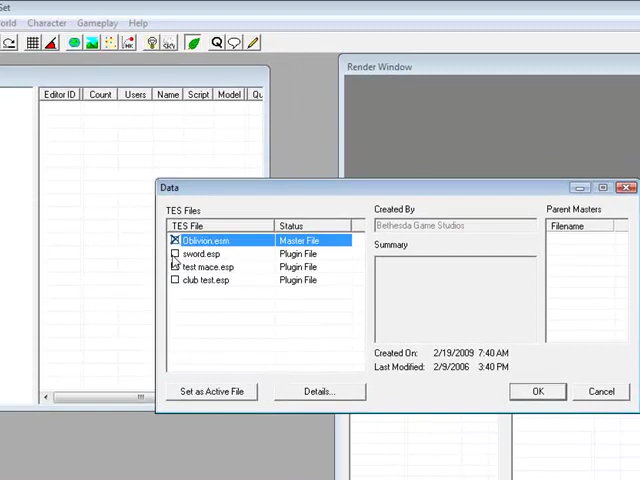 Set
orld Character Gameplay Help
Q
Render Window
Editor ID Count Users Name Script Model Qu
Data
TES Files
TES File Status
Oblivion.esm Master File
sword.esp Plugin File
test mace.esp Plugin File
club test.esp Plugin File
Created By
Bethesda Game Studios
Summary
Parent Masters
Filename
Created On: 2/19/2009 7:40 AM
Last Modified: 2/9/2006 3:40 PM
Set as Active File Details... OK Cancel